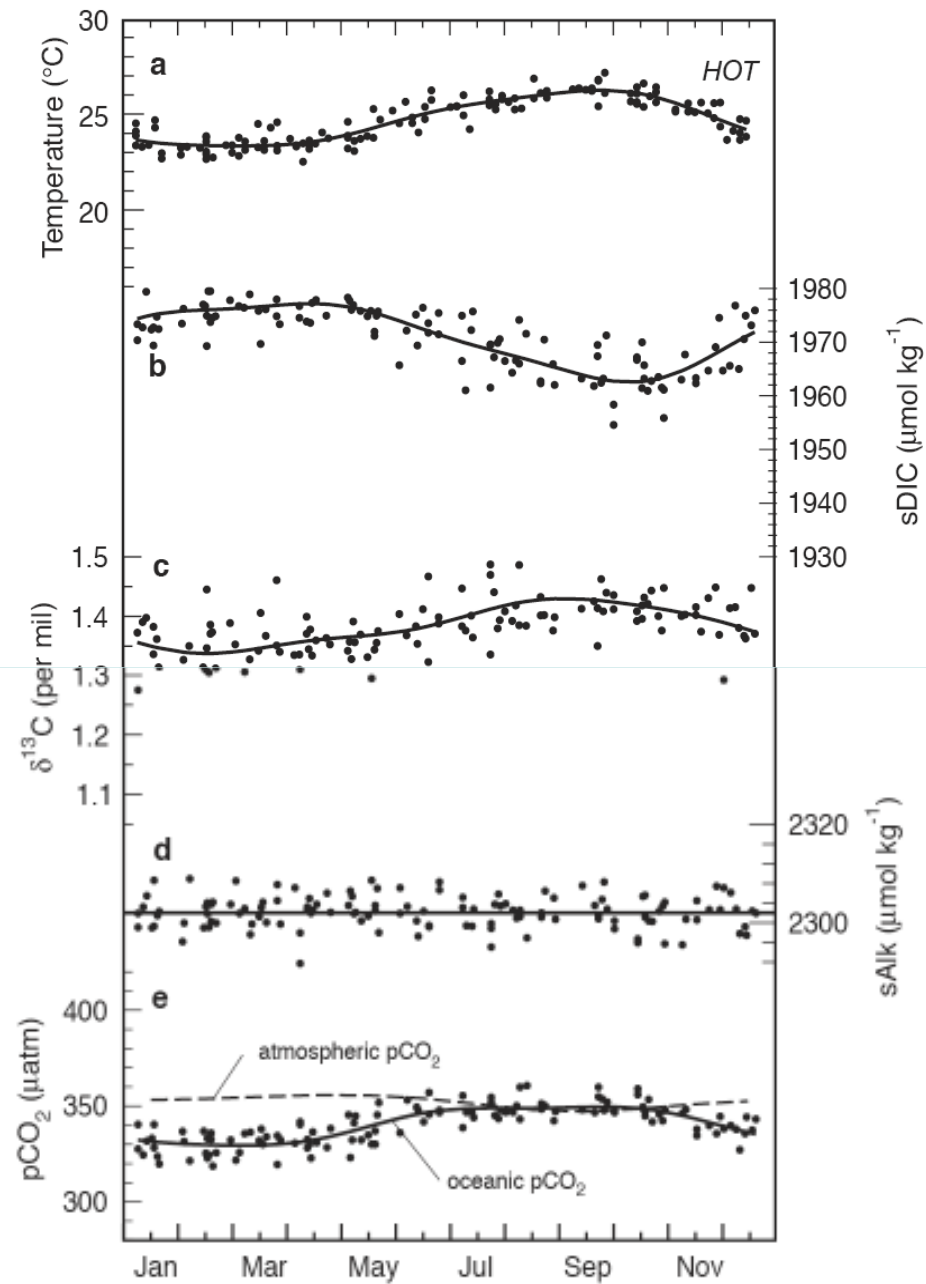 30
a
HOT
25
20
Temperature (°C)
1980
1970
1960
1950
1940
1930
sDIC (μmol kg⁻¹)
b
1.5
c
1.4
1.3
1.2
1.1
δ¹³C (per mil)
d
2320
2300
sAlk (μmol kg⁻¹)
e
400
atmospheric pCO₂
350
oceanic pCO₂
300
pCO₂ (μatm)
Jan Mar May Jul Sep Nov